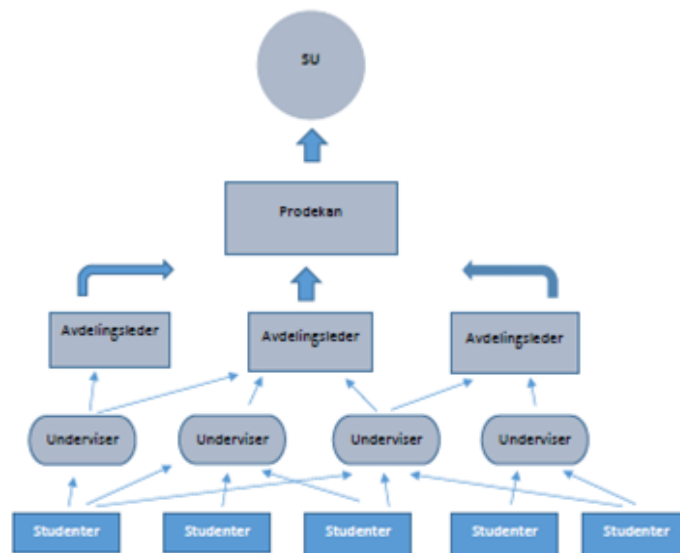 SU
Prodekan
Avdelingsleder
Avdelingsleder
Avdelingsleder
Underviser
Underviser
Underviser
Underviser
Studenter
Studenter
Studenter
Studenter
Studenter